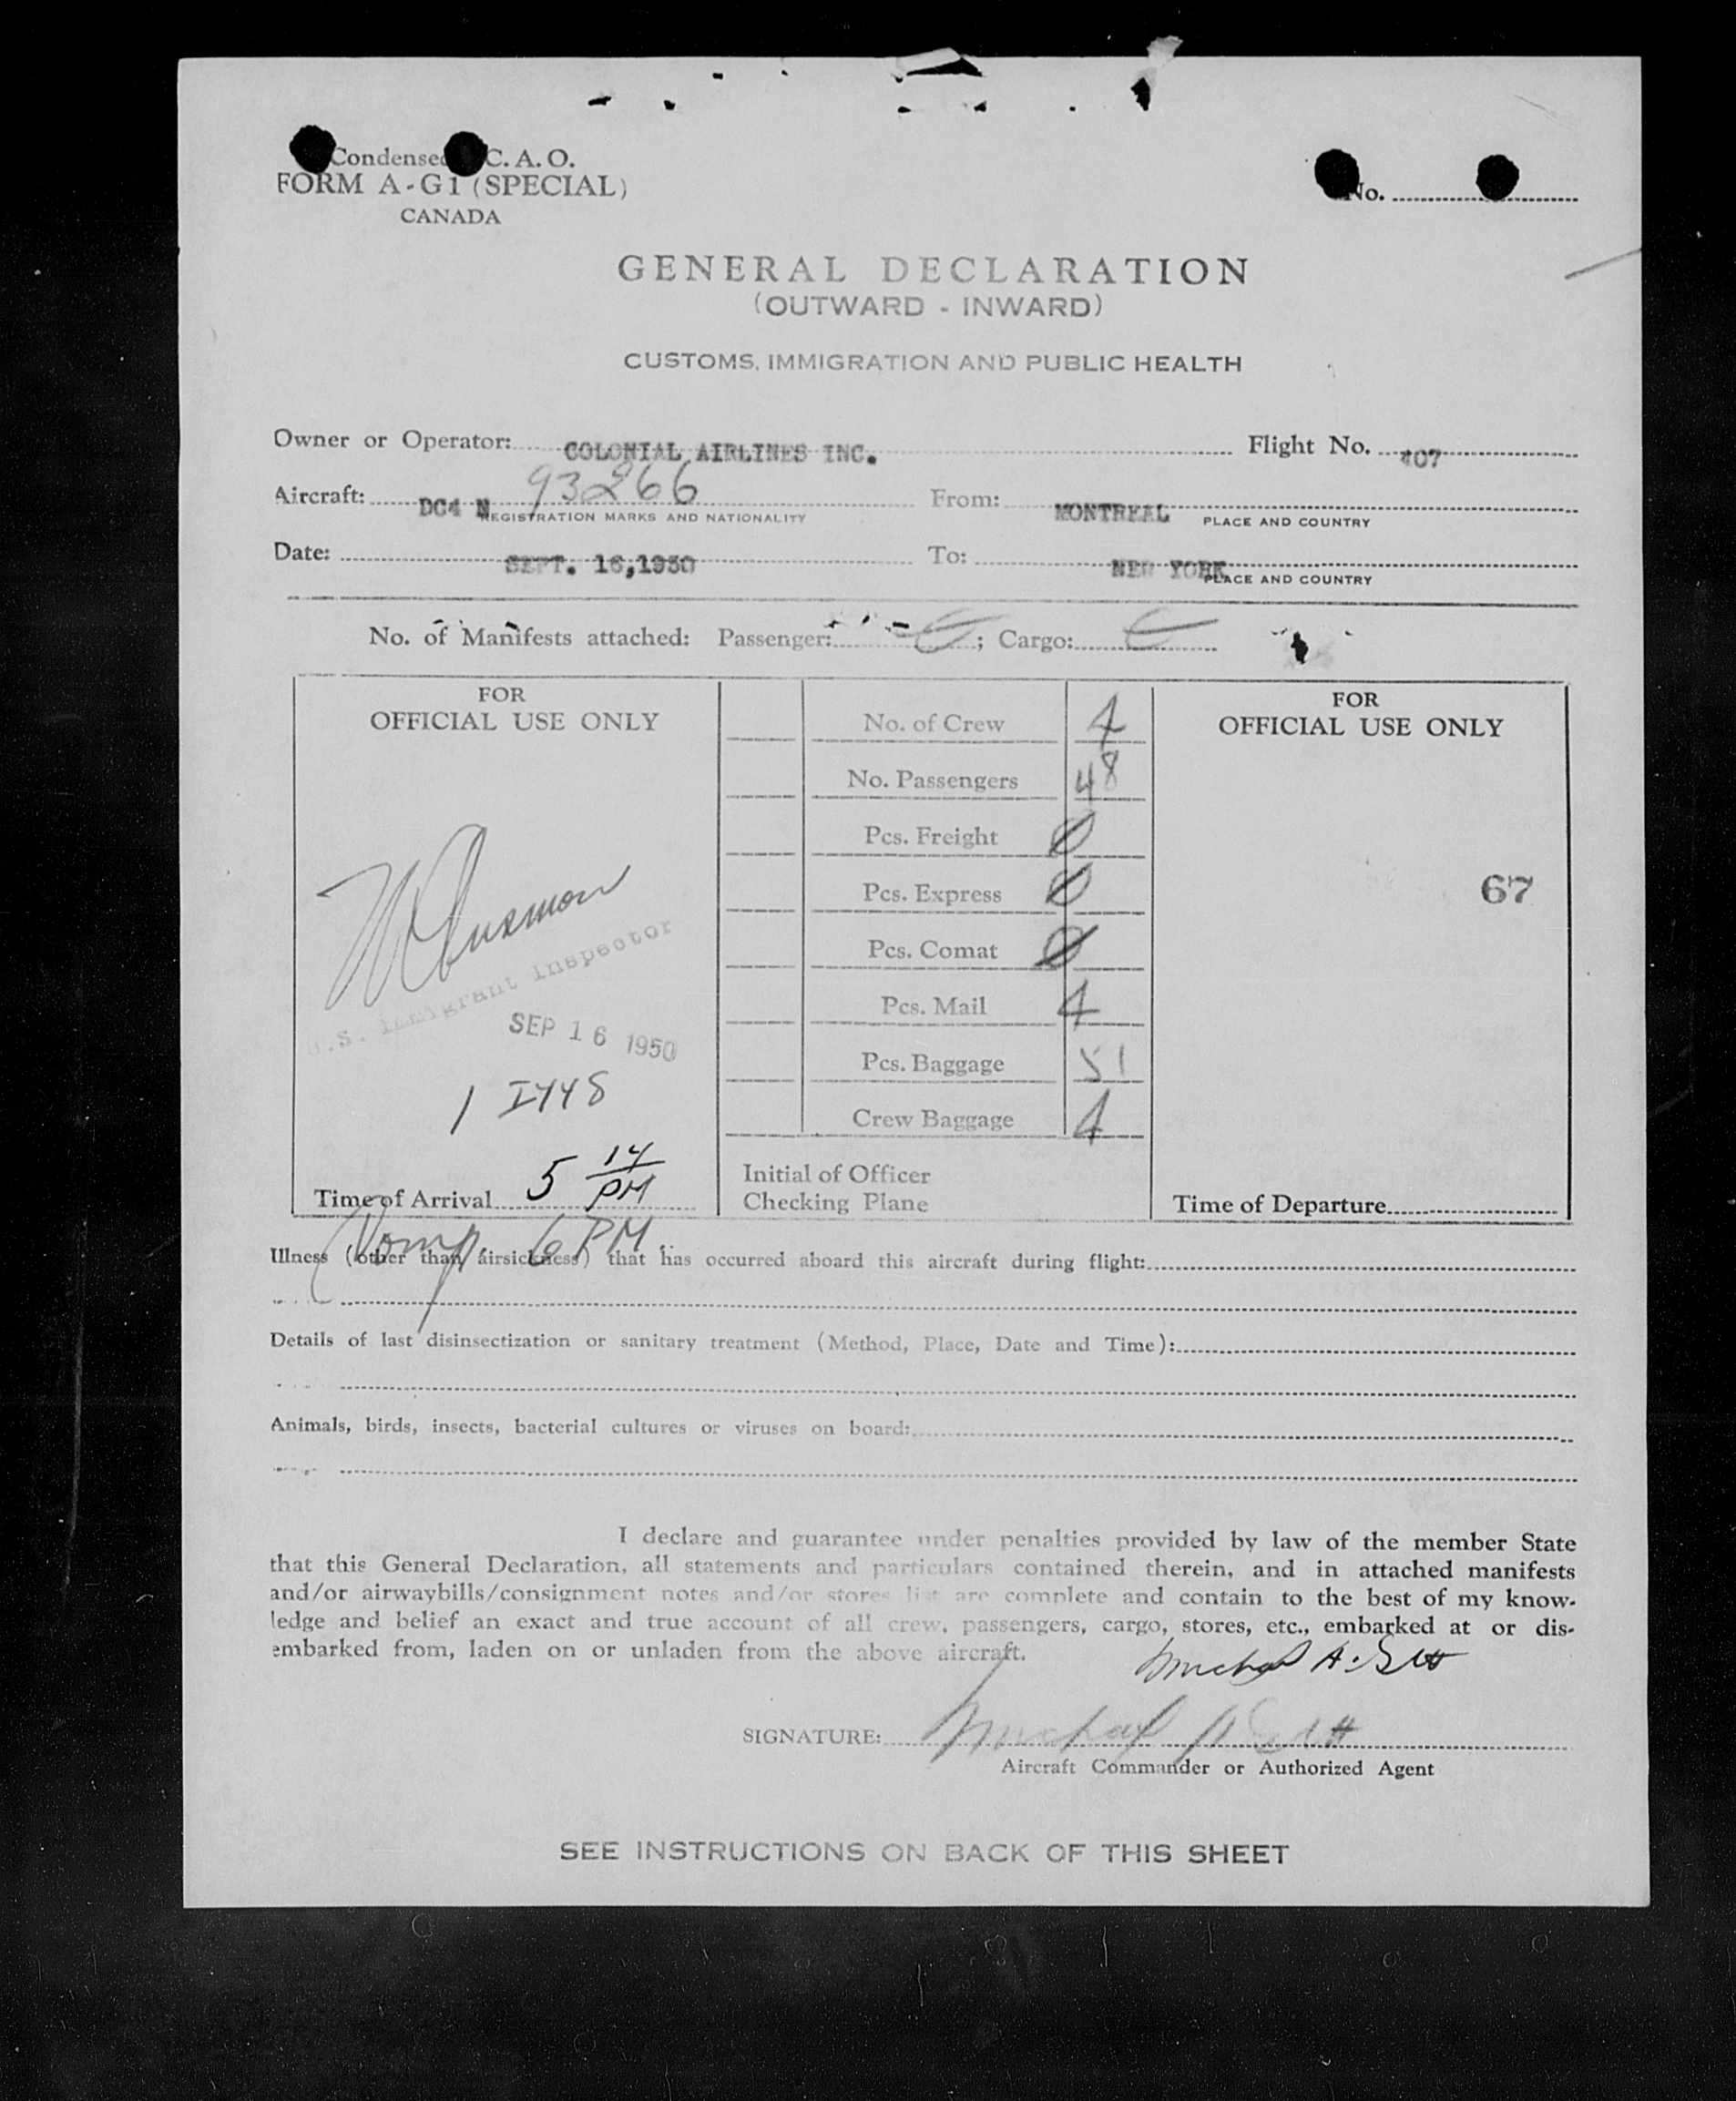 Condensed C. A. O.
FORM A-G1 (SPECIAL)
CANADA
No.
GENERAL DECLARATION
(OUTWARD - INWARD)
CUSTOMS, IMMIGRATION AND PUBLIC HEALTH
Owner or Operator: COLONIAL AIRLINES INC. Flight No. 407
Aircraft: DC4 N 93266 From: MONTREAL
REGISTRATION MARKS AND NATIONALITY PLACE AND COUNTRY
Date: SEPT. 16,1950 To: NEW YORK
PLACE AND COUNTRY
No. of Manifests attached: Passenger: ; Cargo:
FOR
OFFICIAL USE ONLY
U.S. Immigrant Inspector
SEP 16 1950
Time of Arrival 5 14 PM
No. of Crew 4
No. Passengers 48
Pcs. Freight 0
Pcs. Express 0
Pcs. Comat 0
Pcs. Mail 4
Pcs. Baggage 51
Crew Baggage 4
Initial of Officer
Checking Plane
FOR
OFFICIAL USE ONLY
67
Time of Departure
6 PM
Illness (other than airsickness) that has occurred aboard this aircraft during flight:
Details of last disinsectization or sanitary treatment (Method, Place, Date and Time):
Animals, birds, insects, bacterial cultures or viruses on board:
I declare and guarantee under penalties provided by law of the member State
that this General Declaration, all statements and particulars contained therein, and in attached manifests
and/or airwaybills/consignment notes and/or stores list are complete and contain to the best of my know-
ledge and belief an exact and true account of all crew, passengers, cargo, stores, etc., embarked at or dis-
embarked from, laden on or unladen from the above aircraft.
SIGNATURE:
Aircraft Commander or Authorized Agent
SEE INSTRUCTIONS ON BACK OF THIS SHEET